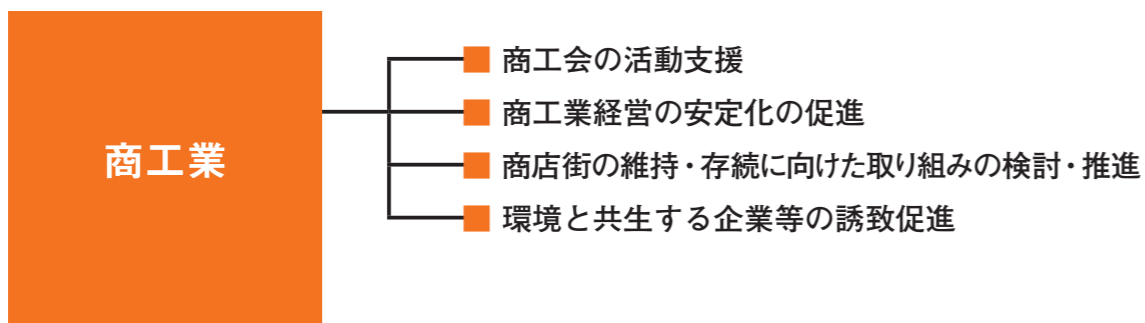 商工業
商工会の活動支援
商工業経営の安定化の促進
商店街の維持・存続に向けた取り組みの検討・推進
環境と共生する企業等の誘致促進